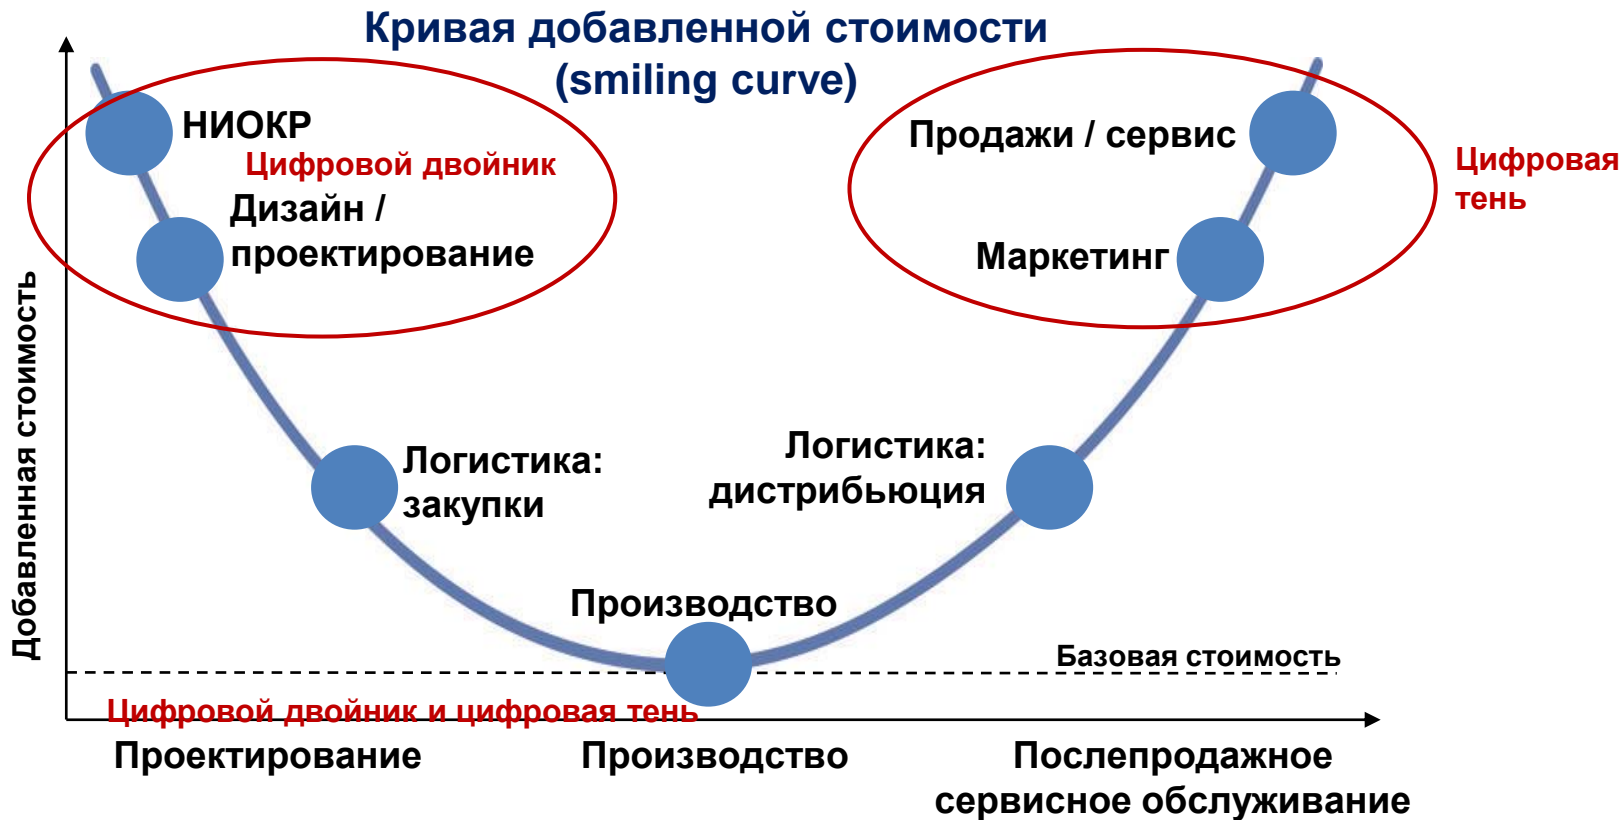 Кривая добавленной стоимости
(smiling curve)
НИОКР
Цифровой двойник
Дизайн /
проектирование
Продажи / сервис
Маркетинг
Цифровая
тень
Добавленная стоимость
Логистика:
закупки
Логистика:
дистрибьюция
Производство
Базовая стоимость
Цифровой двойник и цифровая тень
Проектирование
Производство
Послепродажное
сервисное обслуживание